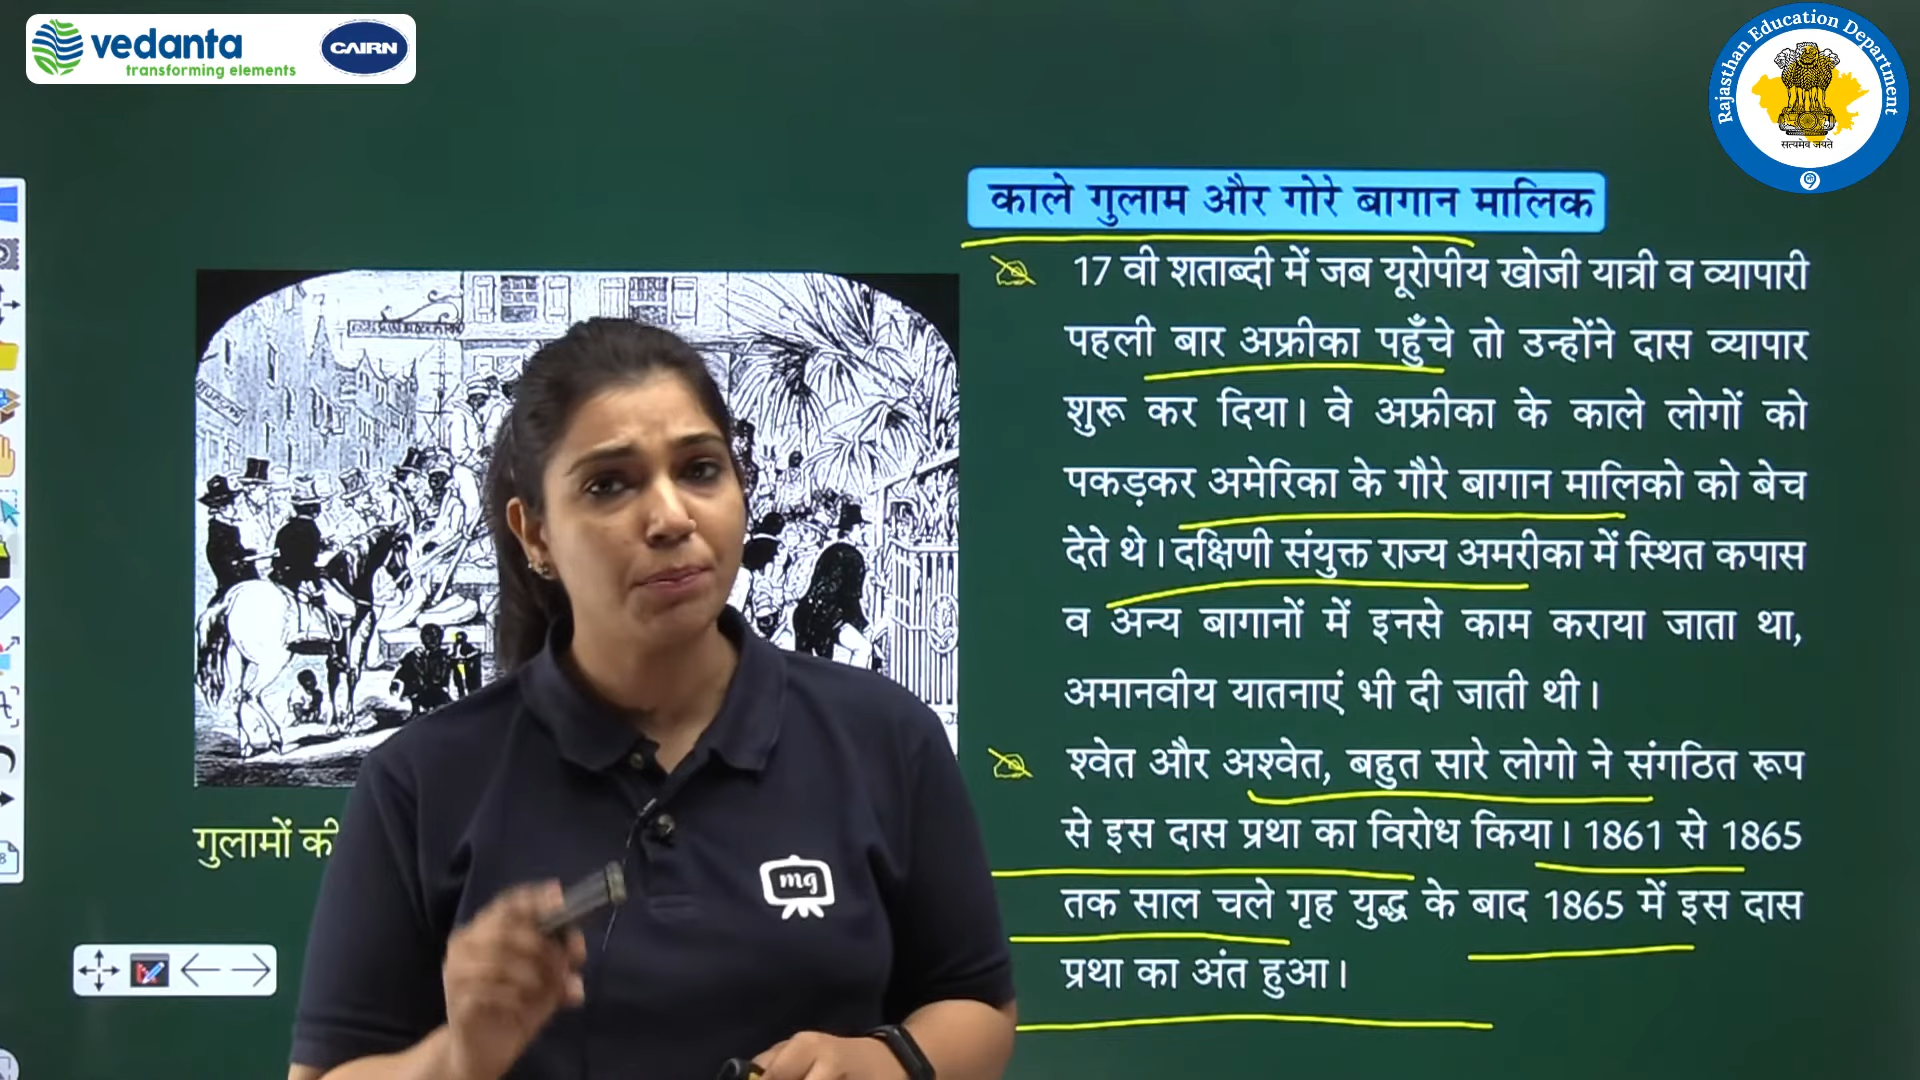 vedanta
transforming elements
CAIRN
Rajasthan Education Department
सत्यमेव जयते
काले गुलाम और गोरे बागान मालिक
17 वी शताब्दी में जब यूरोपीय खोजी यात्री व व्यापारी
पहली बार अफ्रीका पहुँचे तो उन्होंने दास व्यापार
शुरू कर दिया। वे अफ्रीका के काले लोगों को
पकड़कर अमेरिका के गौरे बागान मालिको को बेच
देते थे। दक्षिणी संयुक्त राज्य अमरीका में स्थित कपास
व अन्य बागानों में इनसे काम कराया जाता था,
अमानवीय यातनाएं भी दी जाती थी।
श्वेत और अश्वेत, बहुत सारे लोगो ने संगठित रूप
से इस दास प्रथा का विरोध किया। 1861 से 1865
तक साल चले गृह युद्ध के बाद 1865 में इस दास
प्रथा का अंत हुआ।
गुलामों की
mg
8